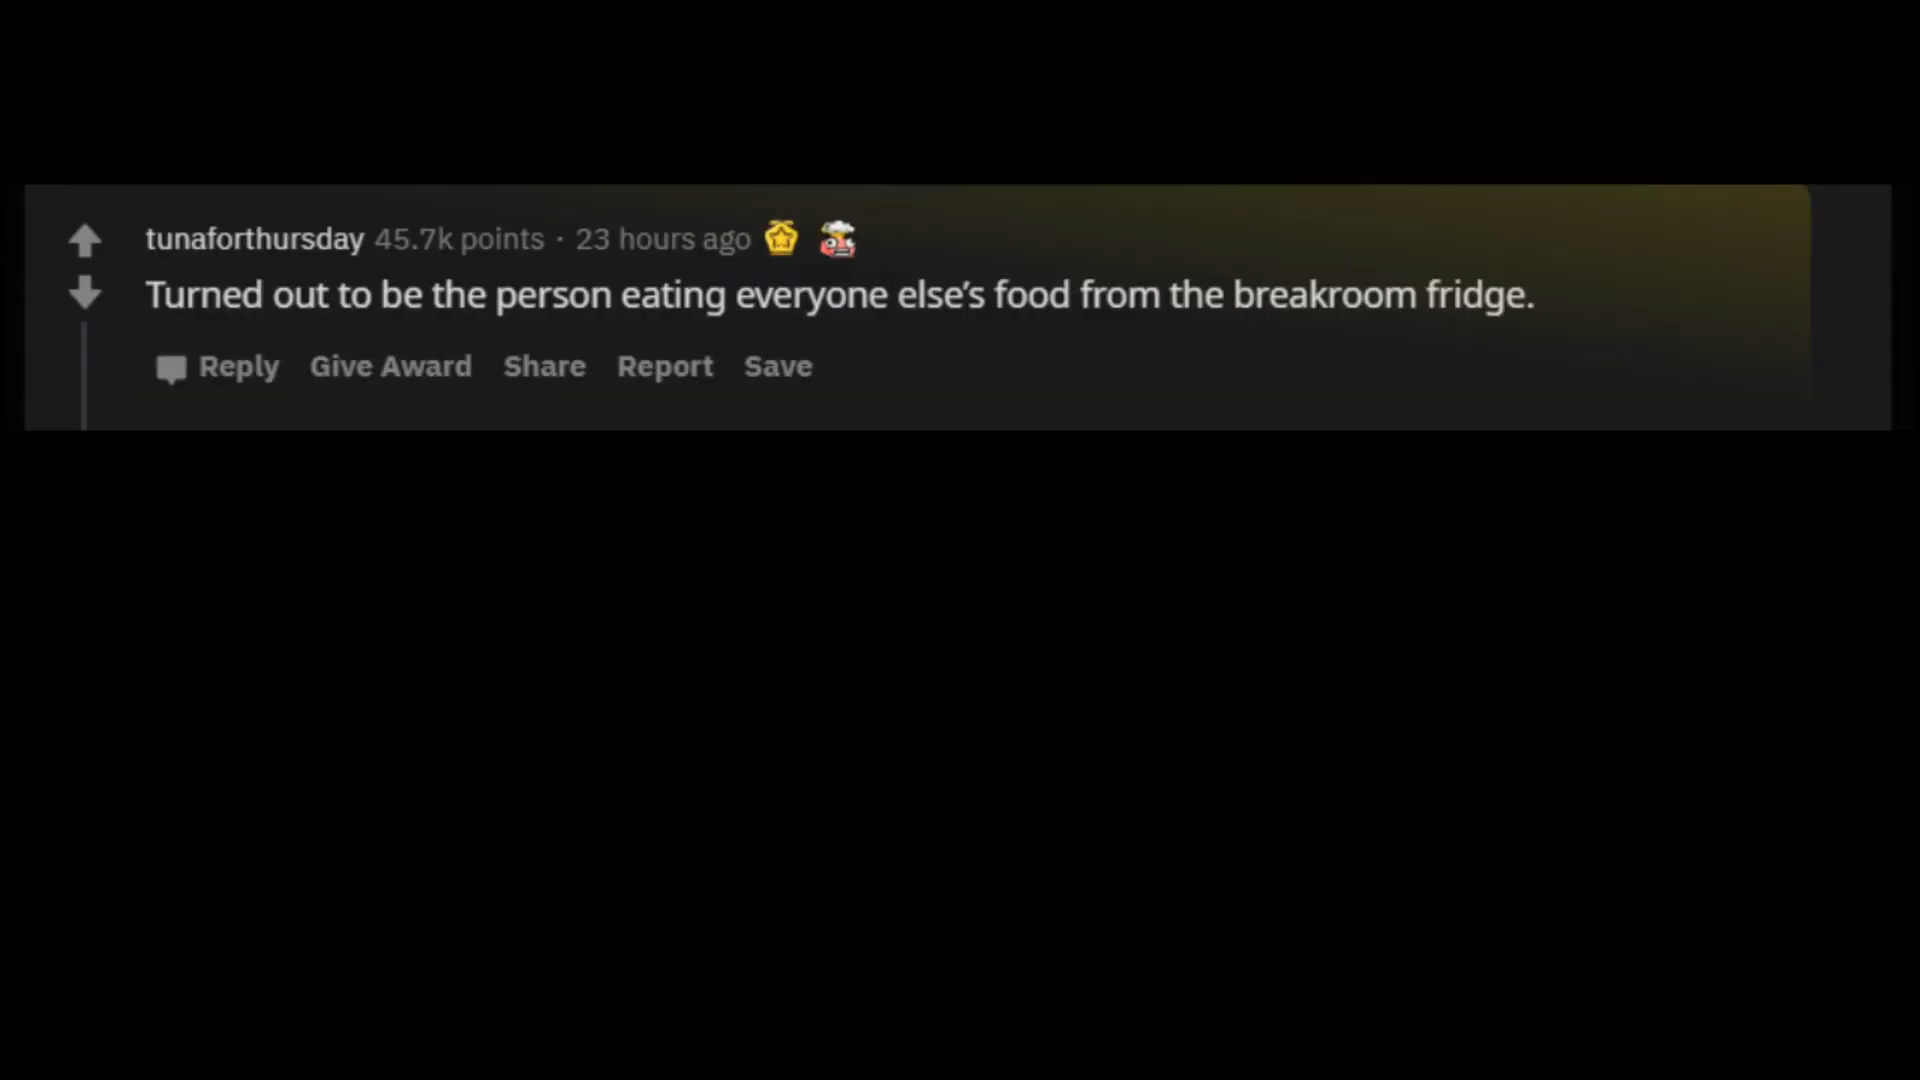 tunaforthursday 45.7k points · 23 hours ago
Turned out to be the person eating everyone else’s food from the breakroom fridge.
Reply Give Award Share Report Save